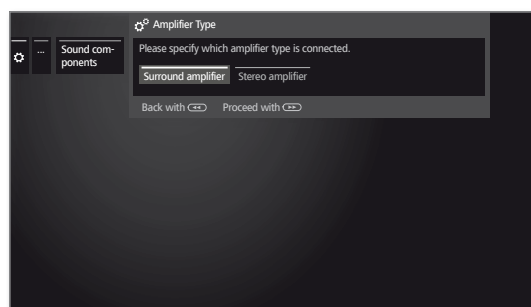 Amplifier Type
... Sound com-
ponents
Please specify which amplifier type is connected.
Surround amplifier Stereo amplifier
Back with Proceed with